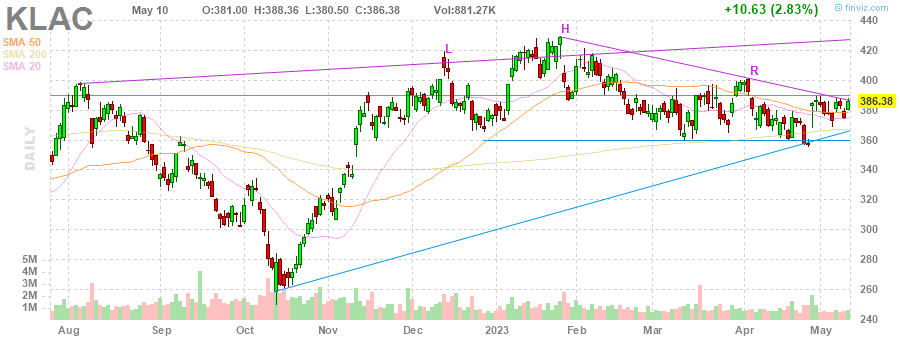 KLAC May 10 O:381.00 H:388.36 L:380.50 C:386.38 Vol:881.27K +10.63 (2.83%) @ finviz.com
SMA 50
SMA 200
SMA 20
DAILY
L
H
R
440
420
400
386.38
380
360
340
320
300
280
260
240
5M
4M
3M
2M
1M
Aug Sep Oct Nov Dec 2023 Feb Mar Apr May